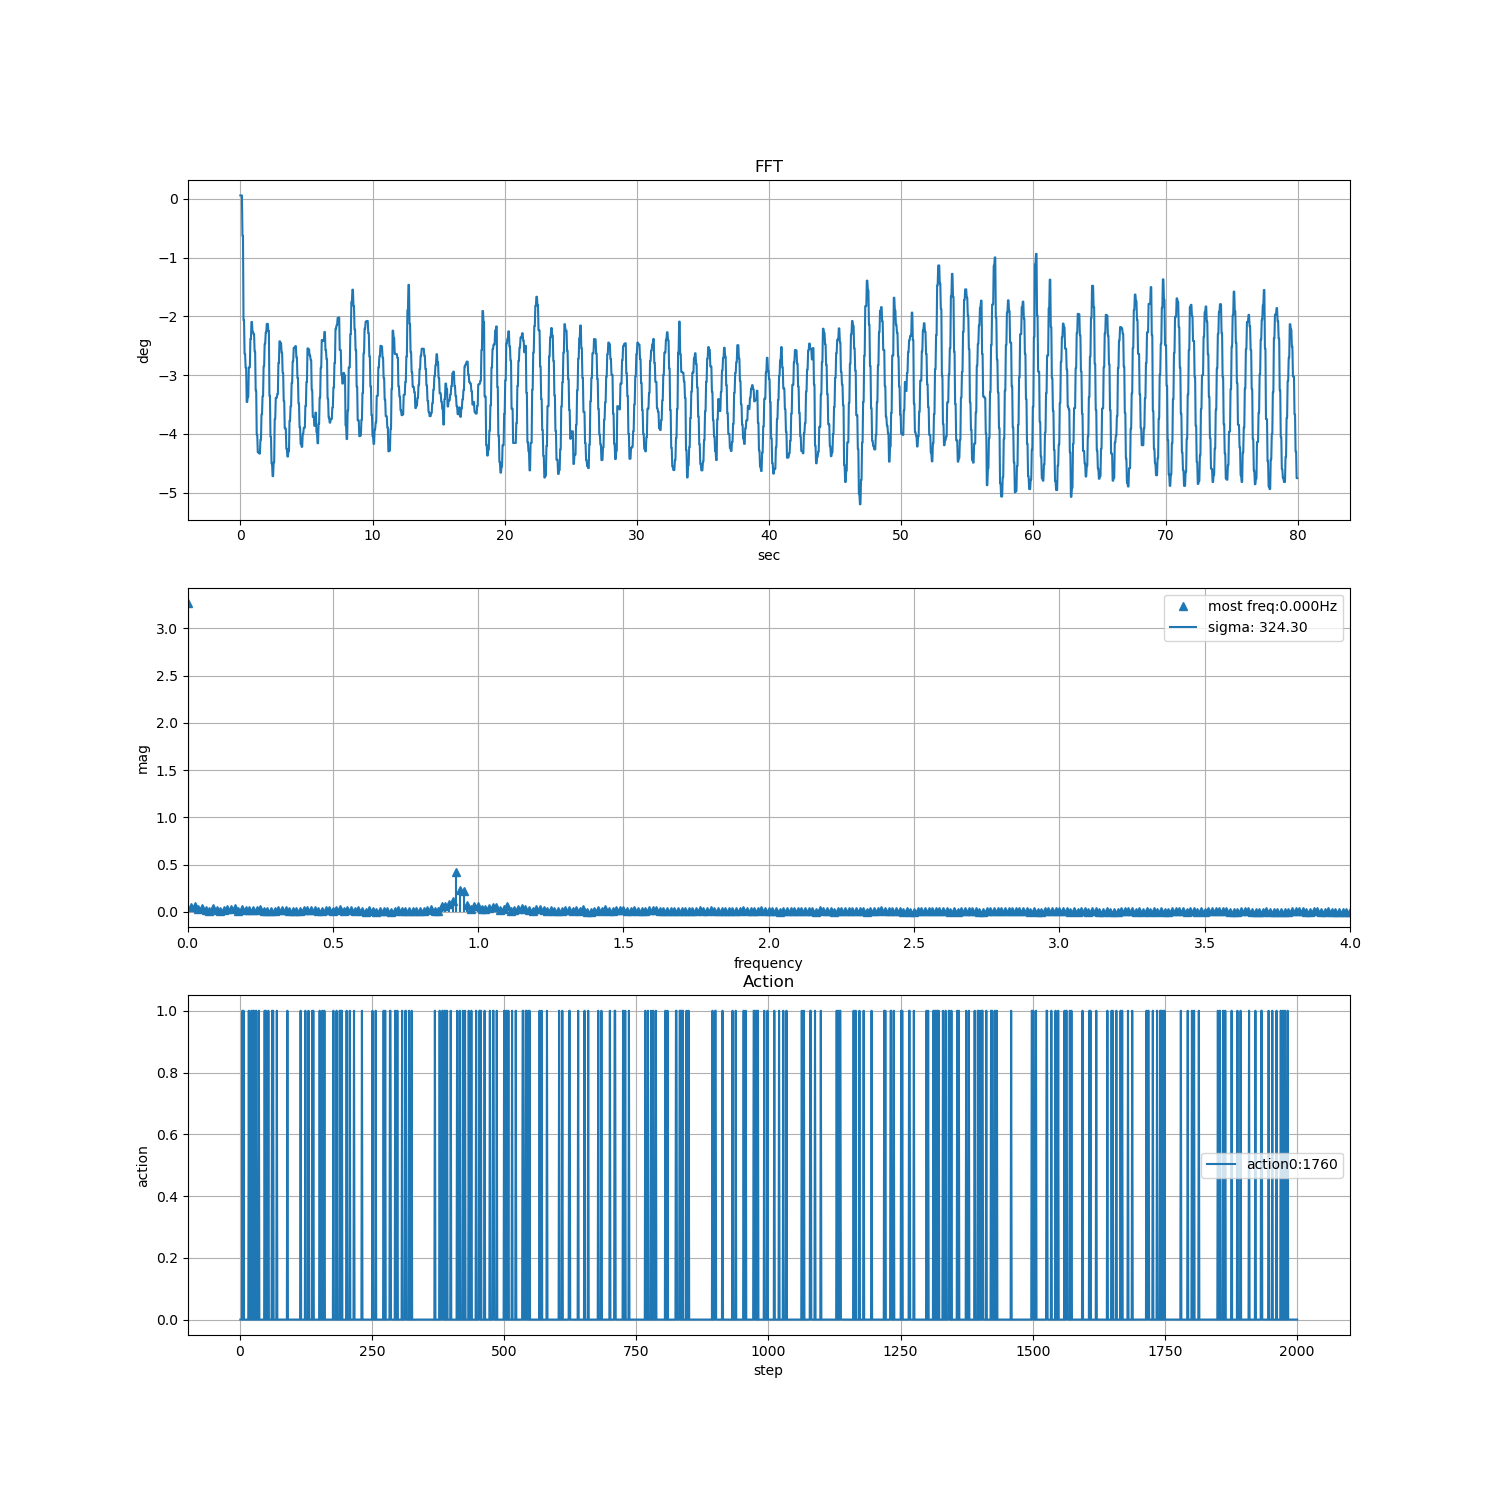 FFT
0
−1
−2
−3
−4
−5
deg
0 10 20 30 40 50 60 70 80
sec
most freq:0.000Hz
sigma: 324.30
3.0
2.5
2.0
1.5
1.0
0.5
0.0
mag
0.0 0.5 1.0 1.5 2.0 2.5 3.0 3.5 4.0
frequency
Action
1.0
0.8
0.6
0.4
0.2
0.0
action
action0:1760
0 250 500 750 1000 1250 1500 1750 2000
step